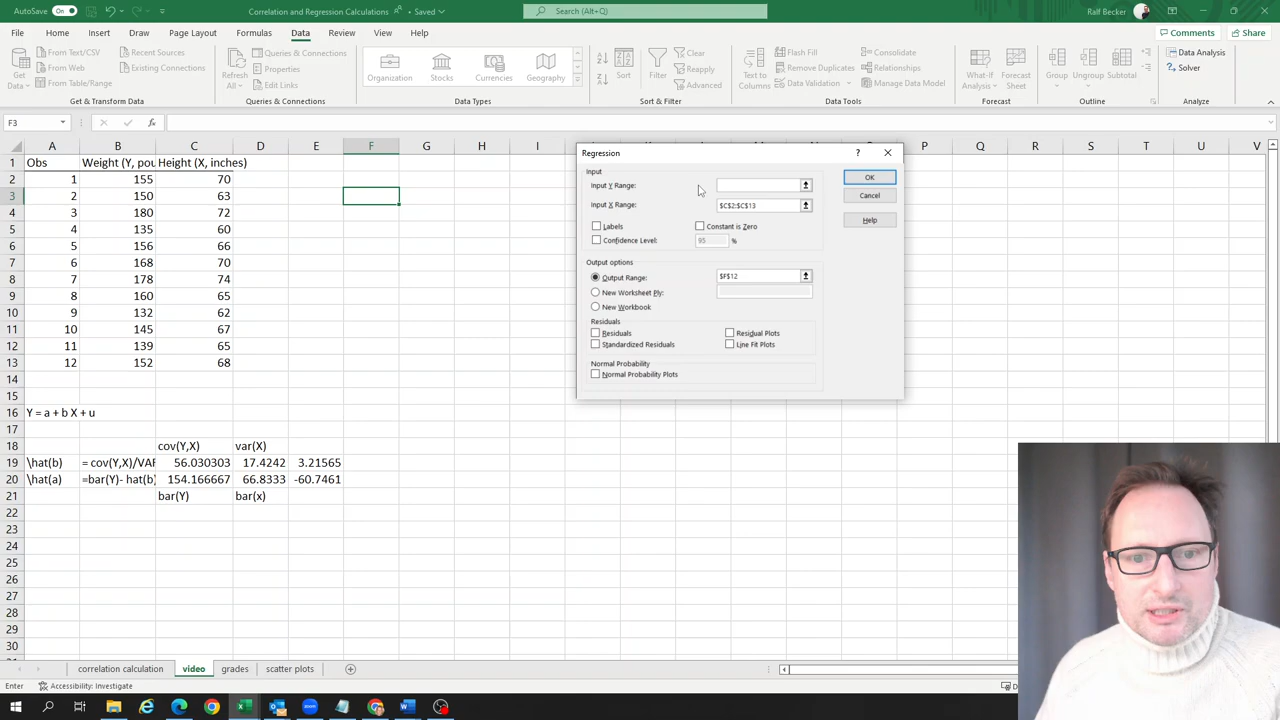 AutoSave On Correlation and Regression Calculations • Saved Search (Alt+Q) Ralf Becker
File Home Insert Draw Page Layout Formulas Data Review View Help Comments Share
Get Data From Text/CSV From Web From Table/Range Recent Sources Existing Connections
Refresh All Queries & Connections Properties Edit Links
Organization Stocks Currencies Geography
Sort Filter Clear Reapply Advanced
Text to Columns Flash Fill Remove Duplicates Data Validation Consolidate Relationships Manage Data Model
What-If Analysis Forecast Sheet Group Ungroup Subtotal Data Analysis Solver
Get & Transform Data Queries & Connections Data Types Sort & Filter Data Tools Forecast Outline Analyze
F3 fx
A B C D E F G H I Q R S T U V
1 Obs Weight (Y, pou Height (X, inches)
2 1 155 70
3 2 150 63
4 3 180 72
5 4 135 60
6 5 156 66
7 6 168 70
8 7 178 74
9 8 160 65
10 9 132 62
11 10 145 67
12 11 139 65
13 12 152 68
14
15
16 Y = a + b X + u
17
18 cov(Y,X) var(X)
19 \hat(b) = cov(Y,X)/VAR 56.030303 17.4242 3.21565
20 \hat(a) =bar(Y)- hat(b) 154.166667 66.8333 -60.7461
21 bar(Y) bar(x)
22
23
24
25
26
27
28
29
30
Regression ?
Input
Input Y Range:
Input X Range: $C$2:$C$13
Labels Constant is Zero
Confidence Level: 95 %
OK
Cancel
Help
Output options
Output Range: $F$12
New Worksheet Ply:
New Workbook
Residuals
Residuals Residual Plots
Standardized Residuals Line Fit Plots
Normal Probability
Normal Probability Plots
correlation calculation video grades scatter plots
Enter Accessibility: Investigate